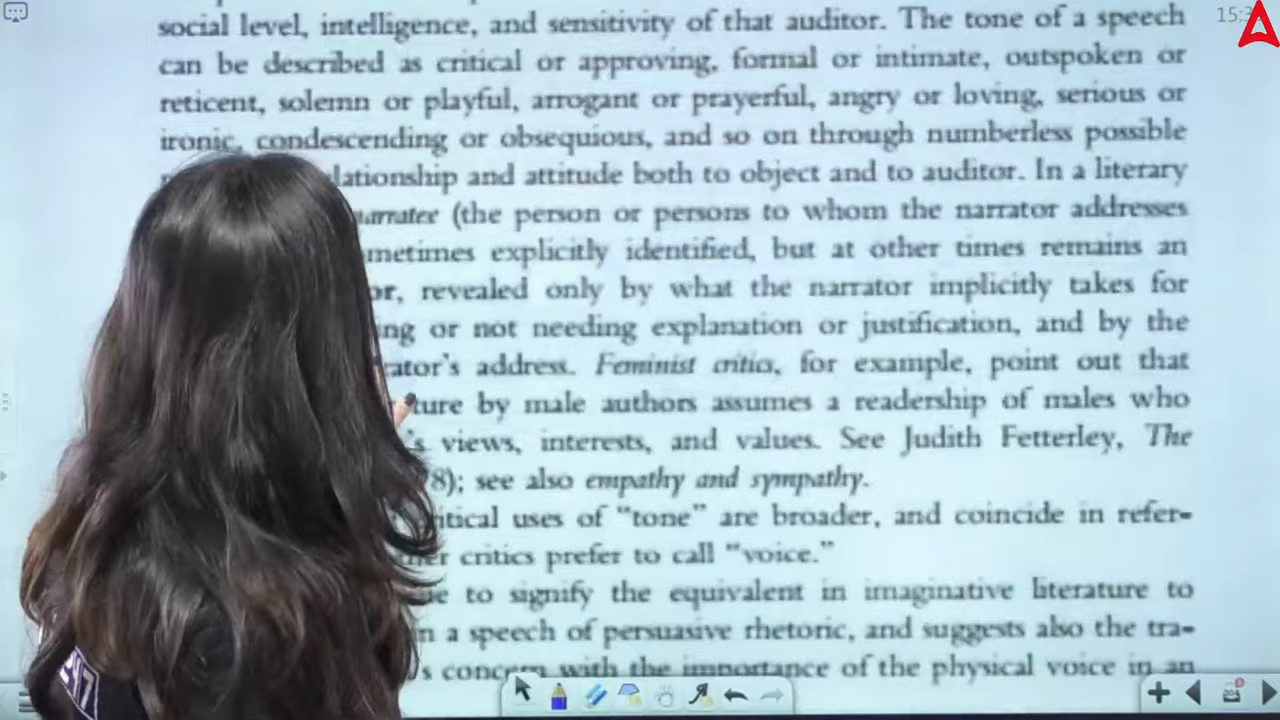 social level, intelligence, and sensitivity of that auditor. The tone of a speech
can be described as critical or approving, formal or intimate, outspoken or
reticent, solemn or playful, arrogant or prayerful, angry or loving, serious or
ironic, condescending or obsequious, and so on through numberless possible
lationship and attitude both to object and to auditor. In a literary
narratee (the person or persons to whom the narrator addresses
metimes explicitly identified, but at other times remains an
or, revealed only by what the narrator implicitly takes for
ing or not needing explanation or justification, and by the
ator's address. Feminist critics, for example, point out that
ture by male authors assumes a readership of males who
's views, interests, and values. See Judith Fetterley, The
8); see also empathy and sympathy.
itical uses of “tone” are broader, and coincide in refer-
er critics prefer to call “voice.”
ue to signify the equivalent in imaginative literature to
n a speech of persuasive rhetoric, and suggests also the tra-
's concern with the importance of the physical voice in an